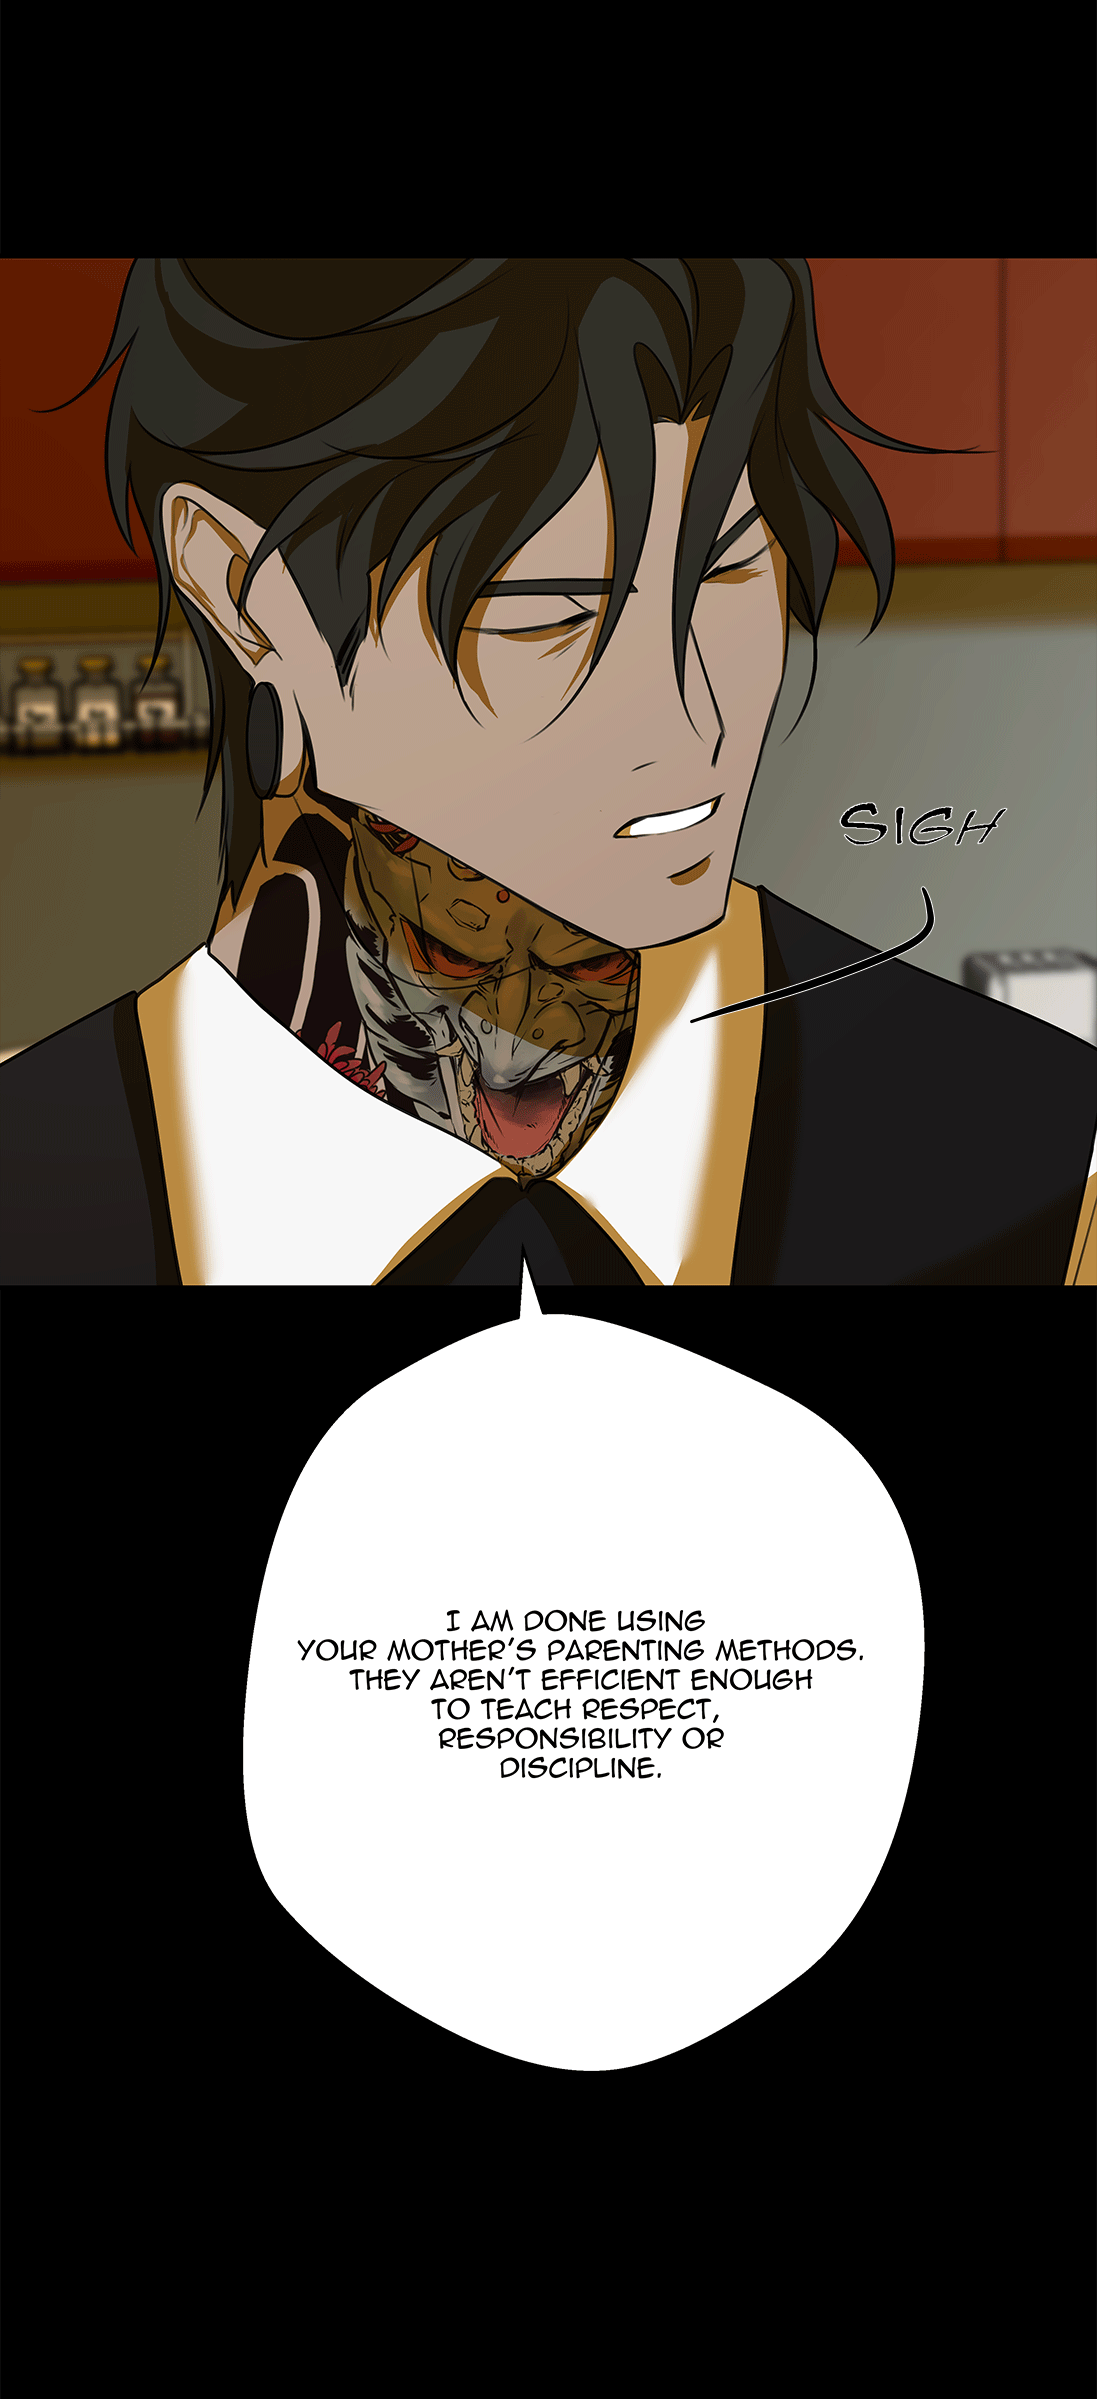 SIGH
I AM DONE USING
YOUR MOTHER'S PARENTING METHODS.
THEY AREN'T EFFICIENT ENOUGH
TO TEACH RESPECT,
RESPONSIBILITY OR
DISCIPLINE.